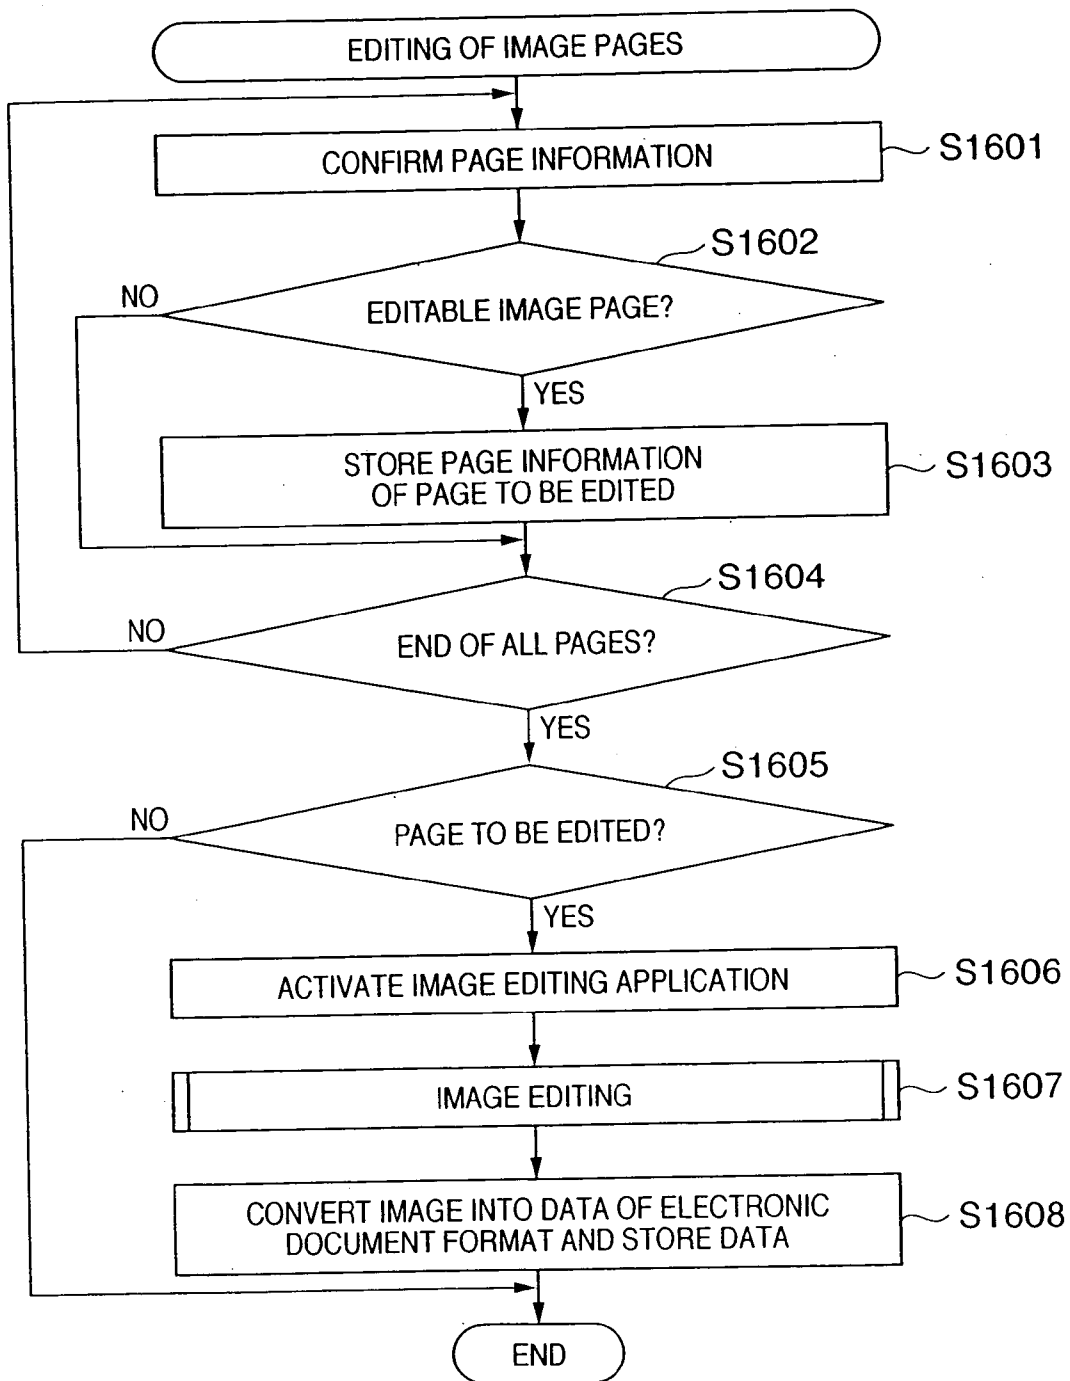 EDITING OF IMAGE PAGES
CONFIRM PAGE INFORMATION
S1601
S1602
NO
EDITABLE IMAGE PAGE?
YES
STORE PAGE INFORMATION
OF PAGE TO BE EDITED
S1603
S1604
NO
END OF ALL PAGES?
YES
S1605
NO
PAGE TO BE EDITED?
YES
ACTIVATE IMAGE EDITING APPLICATION
S1606
IMAGE EDITING
S1607
CONVERT IMAGE INTO DATA OF ELECTRONIC
DOCUMENT FORMAT AND STORE DATA
S1608
END